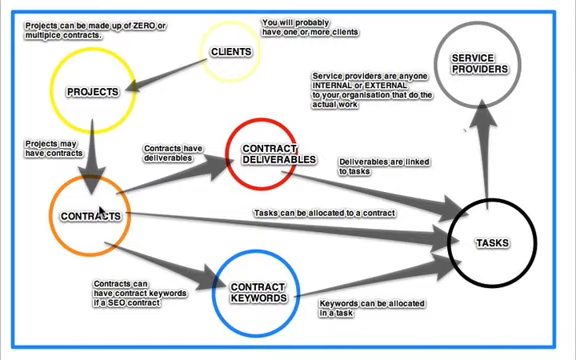 Projects can be made up of ZERO or
multiplce contracts.
You will probably
have one or more clients
CLIENTS
SERVICE
PROVIDERS
PROJECTS
Service providers are anyone
INTERNAL or EXTERNAL
to your organisation that do the
actual work
Projects may
have contracts
Contracts have
deliverables
CONTRACT
DELIVERABLES
Deliverables are linked
to tasks
CONTRACTS
Tasks can be allocated to a contract
TASKS
Contracts can
have contract keywords
if a SEO contract
CONTRACT
KEYWORDS
Keywords can be allocated
in a task